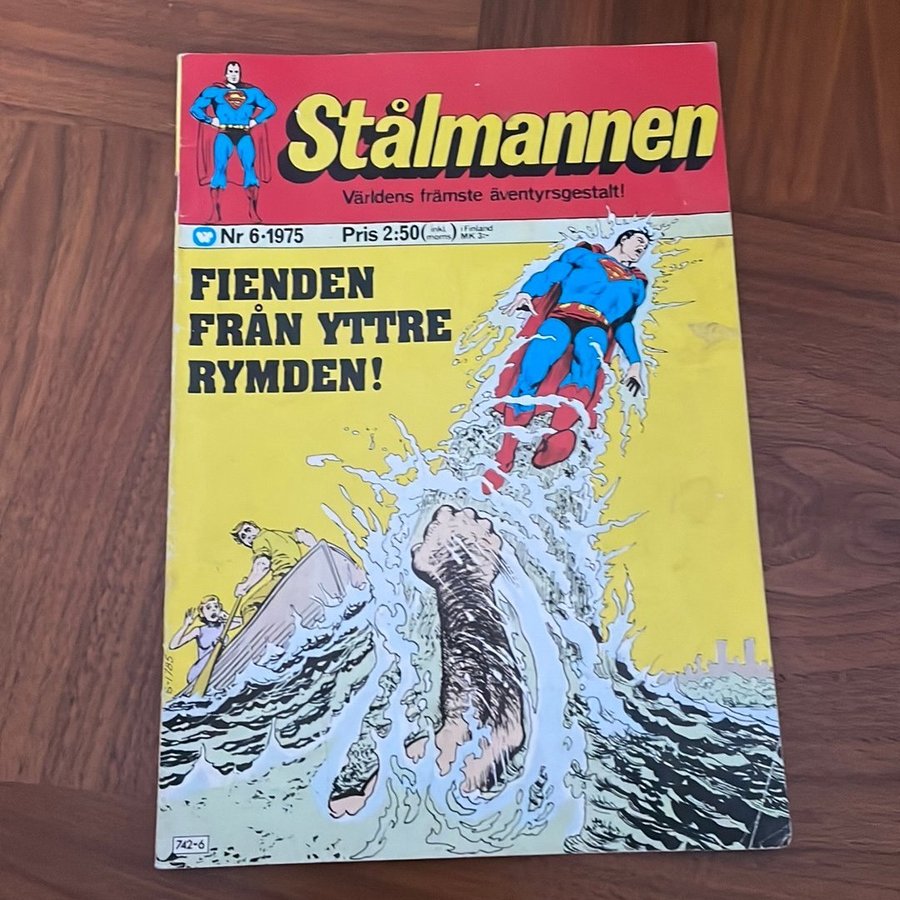 Stålmannen
Världens främste äventyrsgestalt!
Nr 6•1975 Pris 2:50 (inkl. moms) i Finland MK 3:-
FIENDEN
FRÅN YTTRE
RYMDEN!
742-6